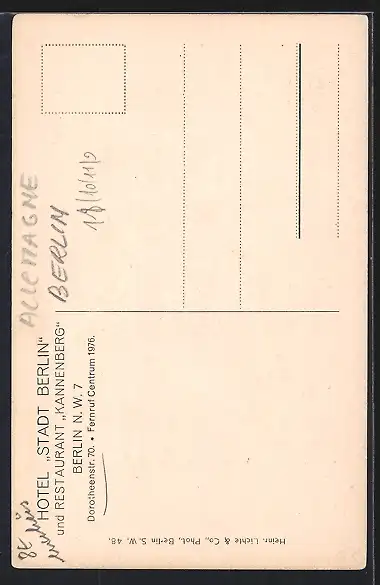 HOTEL „STADT BERLIN“
und RESTAURANT „KANNENBERG“
BERLIN N. W. 7
Dorotheenstr. 70. • Fernruf Centrum 1976.
ALLEMAGNE
BERLIN
Heinr. Lichte & Co., Phot., Berlin S. W. 48.